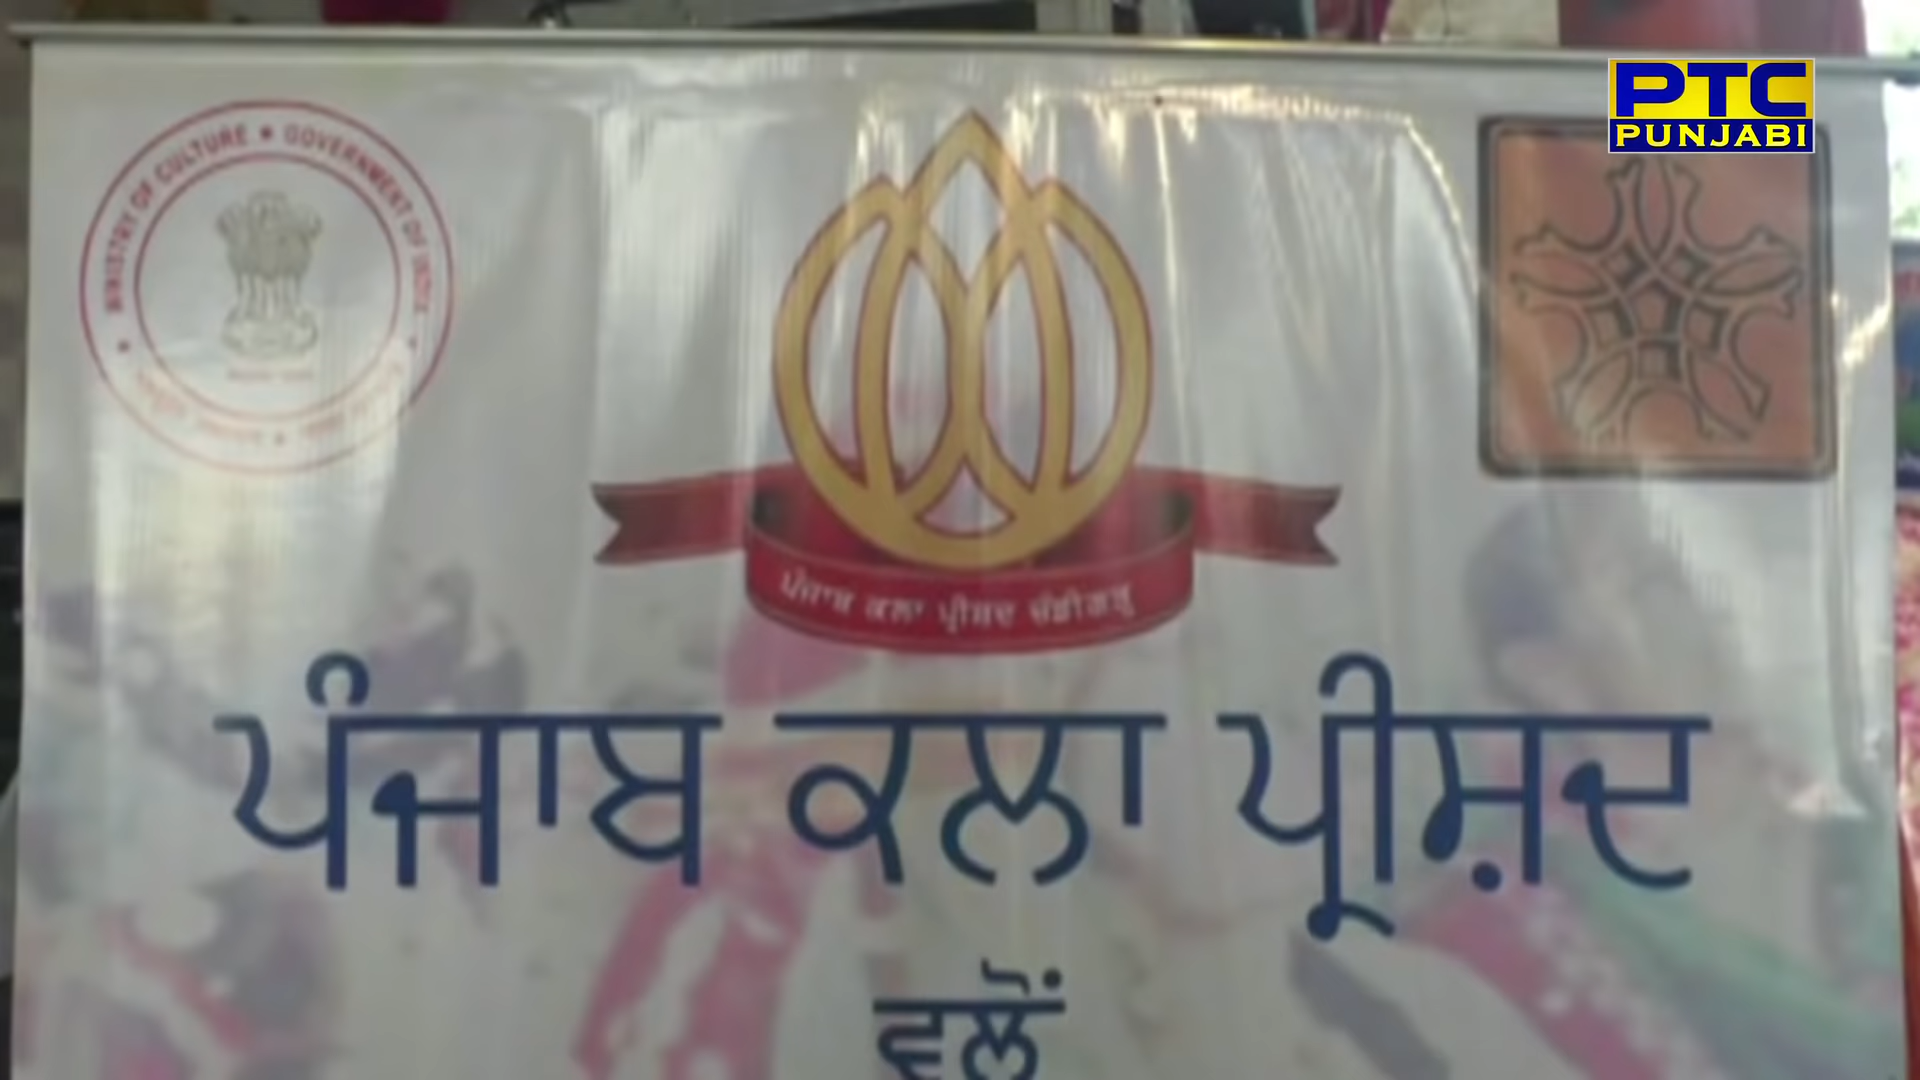 PTC
PUNJABI
MINISTRY OF CULTURE ★ GOVERNMENT OF INDIA
ਪੰਜਾਬ ਕਲਾ ਪ੍ਰੀਸ਼ਦ ਚੰਡੀਗੜ੍ਹ
ਪੰਜਾਬ ਕਲਾ ਪ੍ਰੀਸ਼ਦ
ਵਲੋਂ